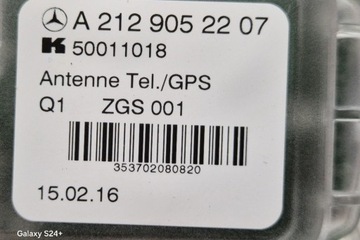 A 212 905 22 07
K 50011018
Antenne Tel./GPS
Q1 ZGS 001
353702080820
15.02.16
Galaxy S24+